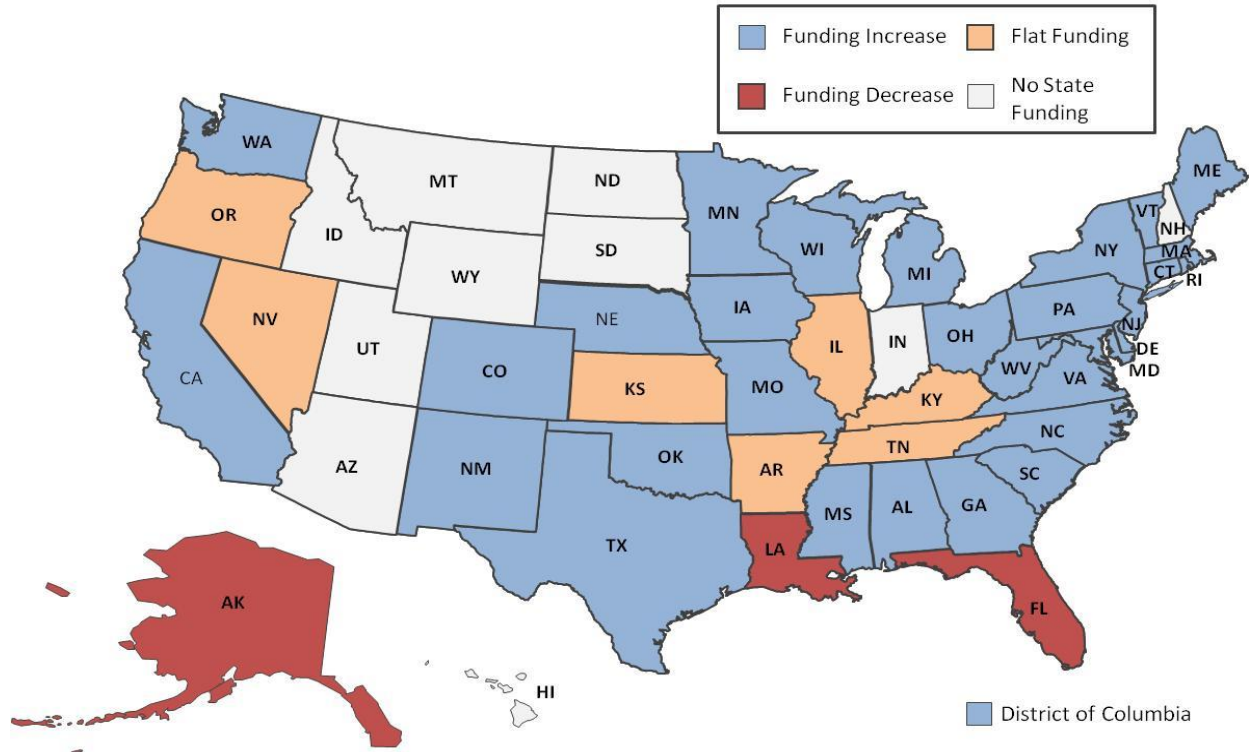 Funding Increase
Flat Funding
Funding Decrease
No State
Funding
WA
MT
ND
MN
ME
VT
NH
OR
ID
SD
WI
NY
MA
MI
CT
RI
WY
IA
PA
NE
NJ
NV
IL
IN
OH
DE
UT
CO
WV
MD
CA
KS
MO
VA
KY
NC
TN
AZ
NM
OK
AR
SC
MS
AL
GA
TX
LA
AK
FL
HI
District of Columbia